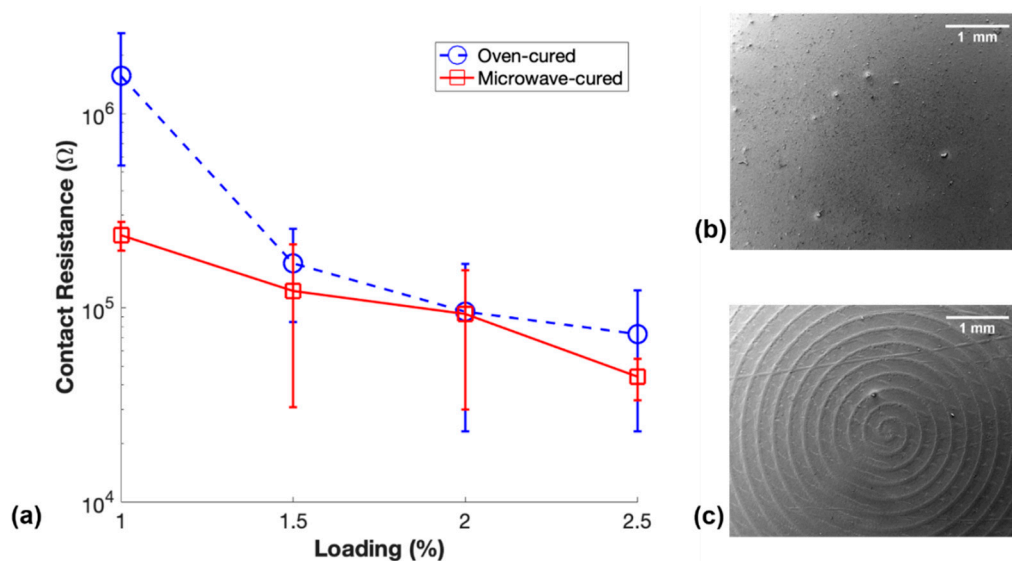 Oven-cured
Microwave-cured
Contact Resistance (Ω)
10^6
10^5
10^4
1
1.5
2
2.5
Loading (%)
(a)
1 mm
(b)
1 mm
(c)